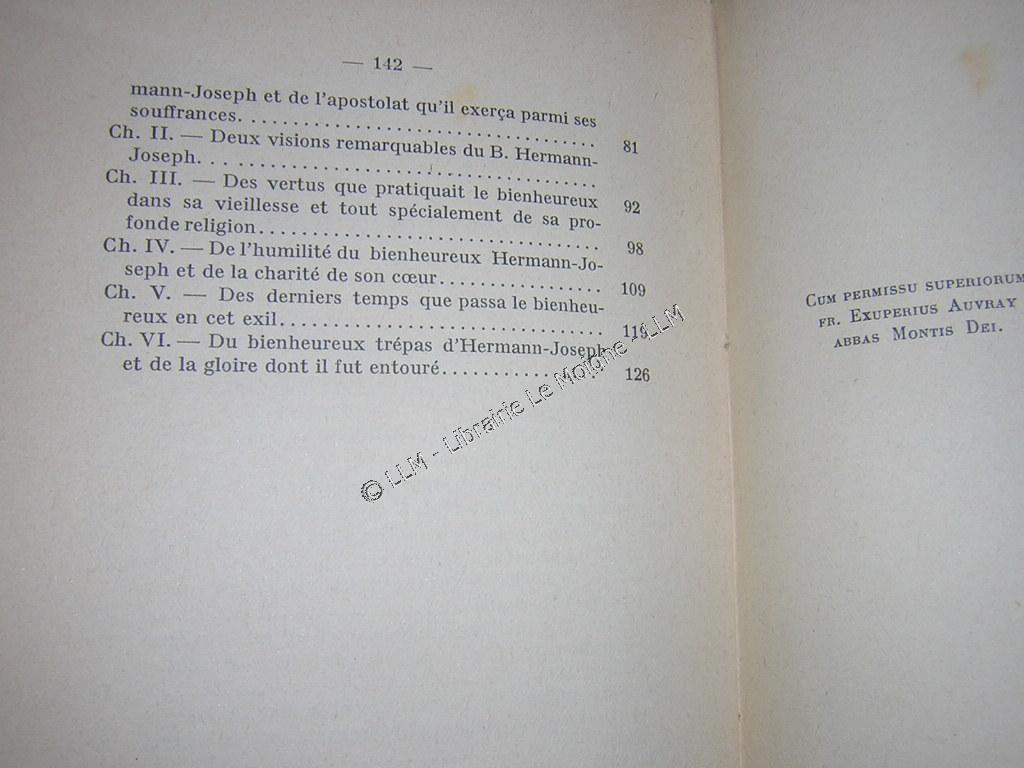 — 142 —
mann-Joseph et de l'apostolat qu'il exerça parmi ses
souffrances. . . . . . . . . . . . . . . . . . . . . . . . . . . . . . . . . 81
Ch. II. — Deux visions remarquables du B. Hermann-
Joseph. . . . . . . . . . . . . . . . . . . . . . . . . . . . . . . . . . . . 92
Ch. III. — Des vertus que pratiquait le bienheureux
dans sa vieillesse et tout spécialement de sa pro-
fonde religion. . . . . . . . . . . . . . . . . . . . . . . . . . . . . . . 98
Ch. IV. — De l'humilité du bienheureux Hermann-Jo-
seph et de la charité de son cœur. . . . . . . . . . . . . . . . 109
Ch. V. — Des derniers temps que passa le bienheu-
reux en cet exil. . . . . . . . . . . . . . . . . . . . . . . . . . . . . .
Ch. VI. — Du bienheureux trépas d'Hermann-Joseph
et de la gloire dont il fut entouré. . . . . . . . . . . . . . . . 126
© LLM - Librairie Le Moigne - LLM
Cum permissu superiorum
fr. Exuperius Auvray
abbas Montis Dei.